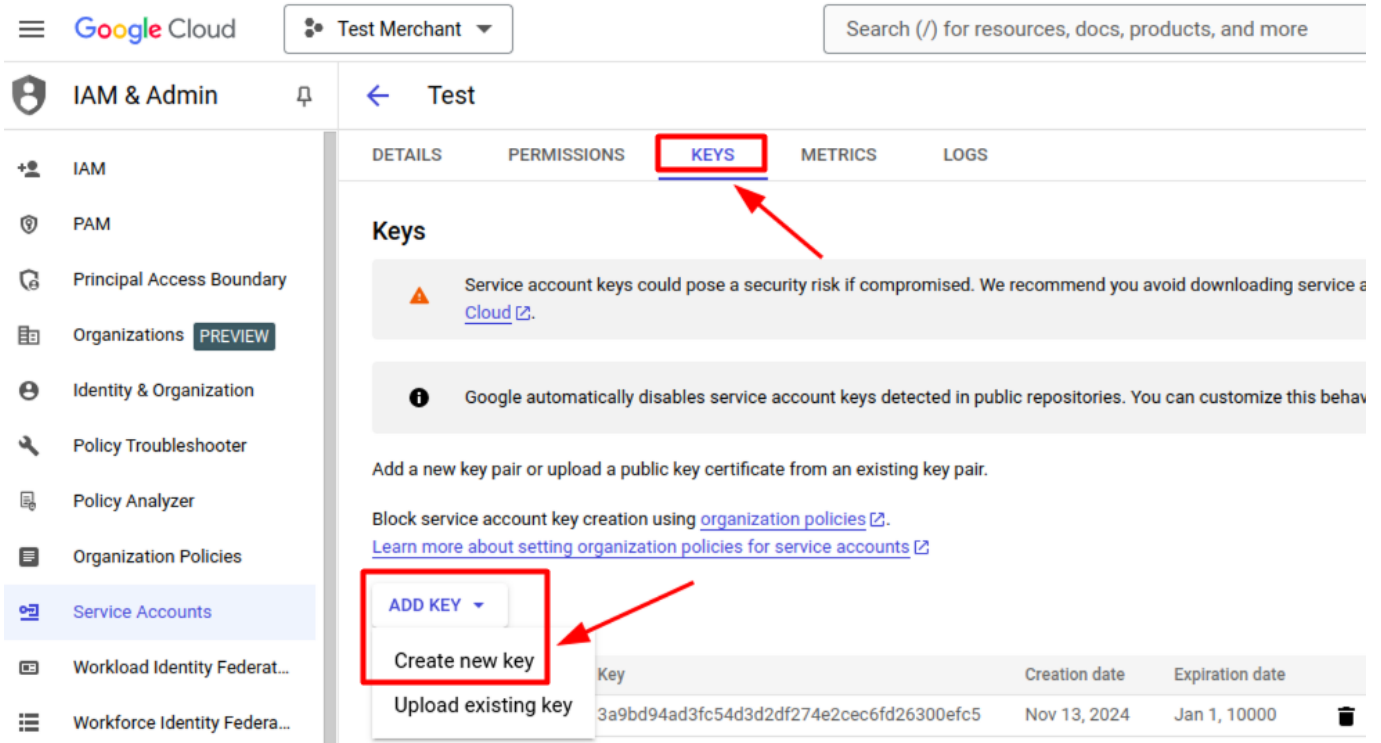 Google Cloud
Test Merchant
Search (/) for resources, docs, products, and more
IAM & Admin
Test
IAM
PAM
Principal Access Boundary
Organizations PREVIEW
Identity & Organization
Policy Troubleshooter
Policy Analyzer
Organization Policies
Service Accounts
Workload Identity Federat...
Workforce Identity Federa...
DETAILS PERMISSIONS KEYS METRICS LOGS
Keys
Service account keys could pose a security risk if compromised. We recommend you avoid downloading service a
Cloud.
Google automatically disables service account keys detected in public repositories. You can customize this behav
Add a new key pair or upload a public key certificate from an existing key pair.
Block service account key creation using organization policies.
Learn more about setting organization policies for service accounts
ADD KEY
Create new key
Upload existing key
Key Creation date Expiration date
3a9bd94ad3fc54d3d2df274e2cec6fd26300efc5 Nov 13, 2024 Jan 1, 10000